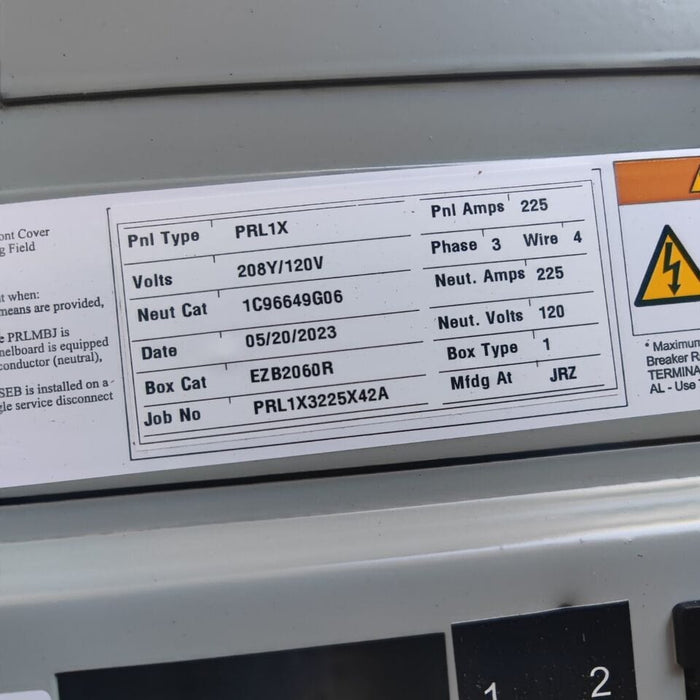 ont Cover
g Field
t when:
means are provided,
e PRLMBJ is
nelboard is equipped
conductor (neutral),
SEB is installed on a
gle service disconnect
Pnl Type PRL1X
Volts 208Y/120V
Neut Cat 1C96649G06
Date 05/20/2023
Box Cat EZB2060R
Job No PRL1X3225X42A
Pnl Amps 225
Phase 3 Wire 4
Neut. Amps 225
Neut. Volts 120
Box Type 1
Mfdg At JRZ
* Maximum
Breaker R
TERMINA
AL - Use
1 2